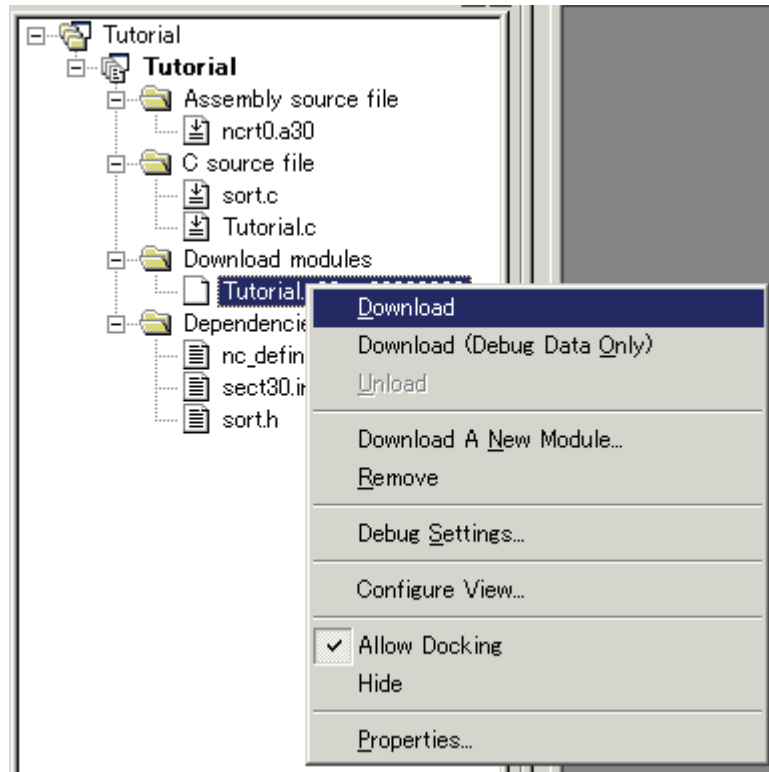 Tutorial
Tutorial
Assembly source file
ncrt0.a30
C source file
sort.c
Tutorial.c
Download modules
Tutorial.
Dependencie
nc_defin
sect30.in
sort.h
Download
Download (Debug Data Only)
Unload
Download A New Module...
Remove
Debug Settings...
Configure View...
Allow Docking
Hide
Properties...